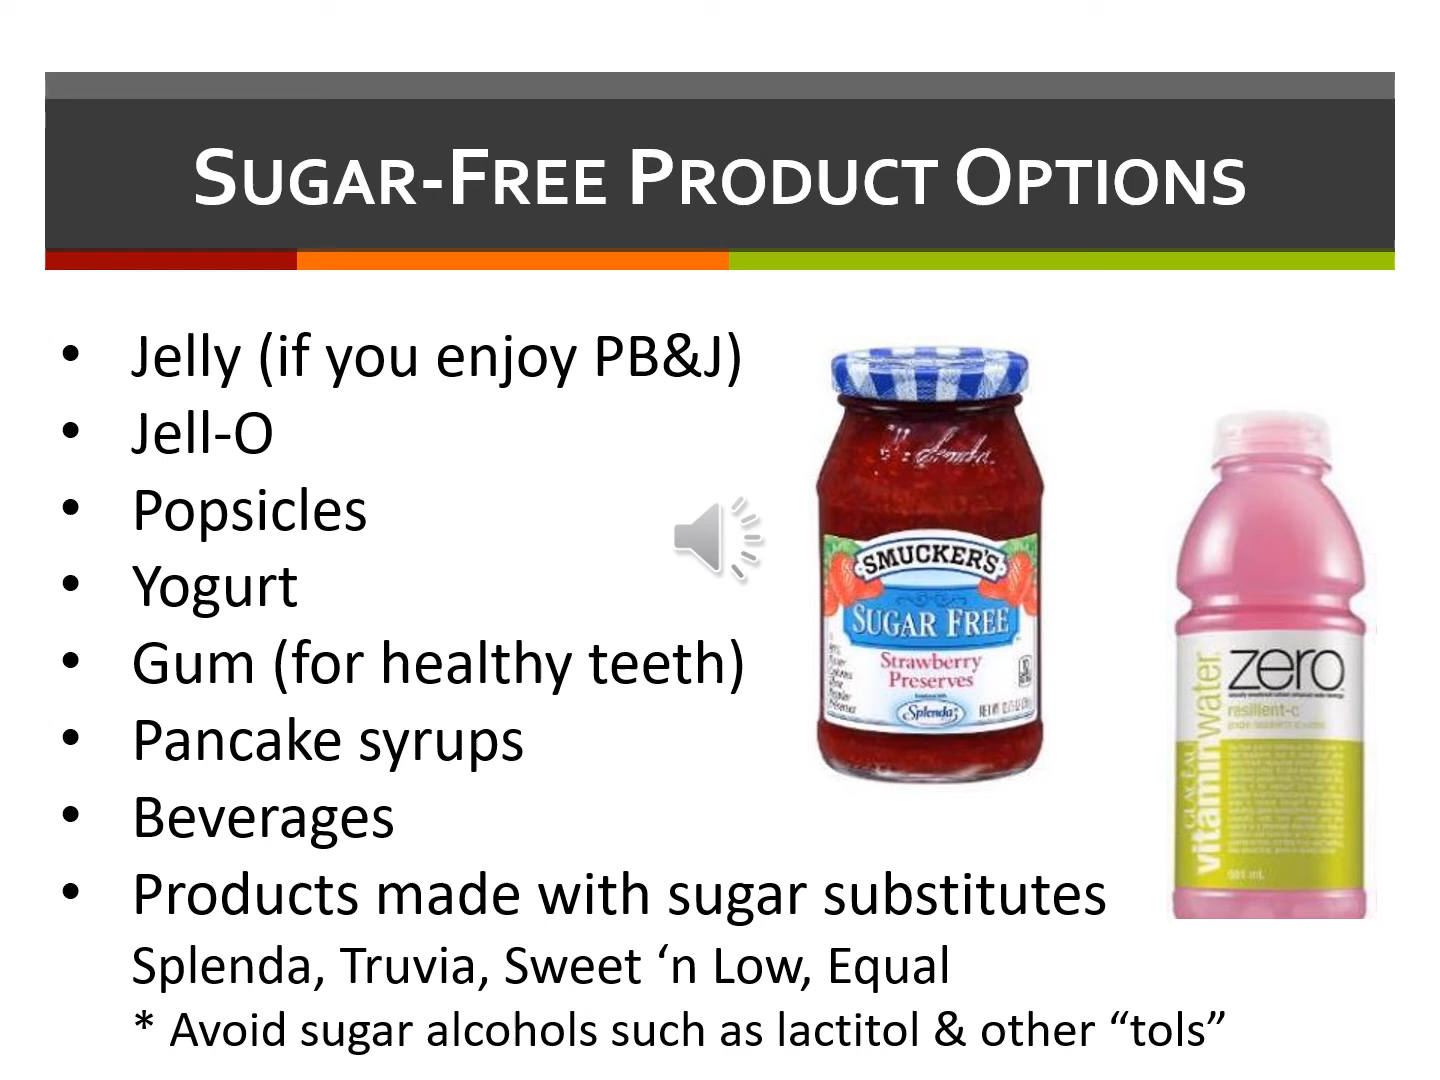 SUGAR-FREE PRODUCT OPTIONS
• Jelly (if you enjoy PB&J)
• Jell-O
• Popsicles
• Yogurt
• Gum (for healthy teeth)
• Pancake syrups
• Beverages
• Products made with sugar substitutes
Splenda, Truvia, Sweet ‘n Low, Equal
* Avoid sugar alcohols such as lactitol & other “tols”
SMUCKER'S
SUGAR FREE
Strawberry
Preserves
Splenda
zero
resilient-c
GLACÉAU
vitaminwater